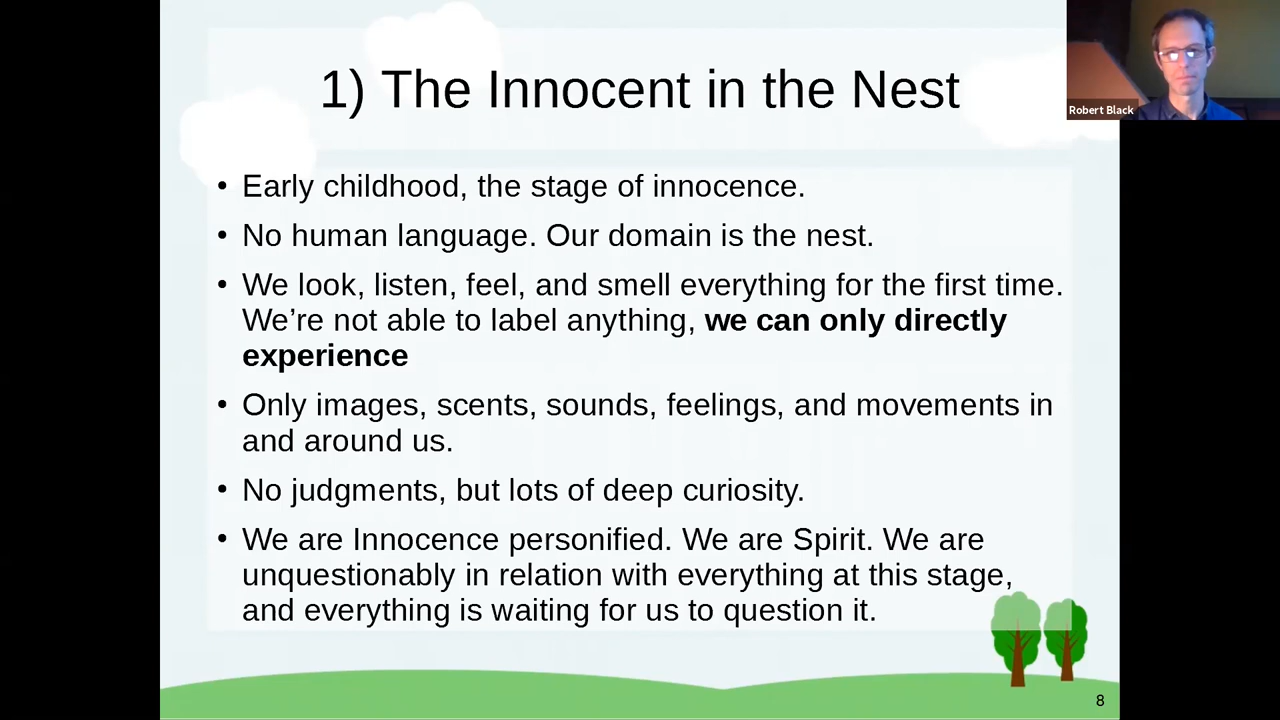 1) The Innocent in the Nest
Robert Black
• Early childhood, the stage of innocence.
• No human language. Our domain is the nest.
• We look, listen, feel, and smell everything for the first time.
We’re not able to label anything, we can only directly
experience
• Only images, scents, sounds, feelings, and movements in
and around us.
• No judgments, but lots of deep curiosity.
• We are Innocence personified. We are Spirit. We are
unquestionably in relation with everything at this stage,
and everything is waiting for us to question it.
8